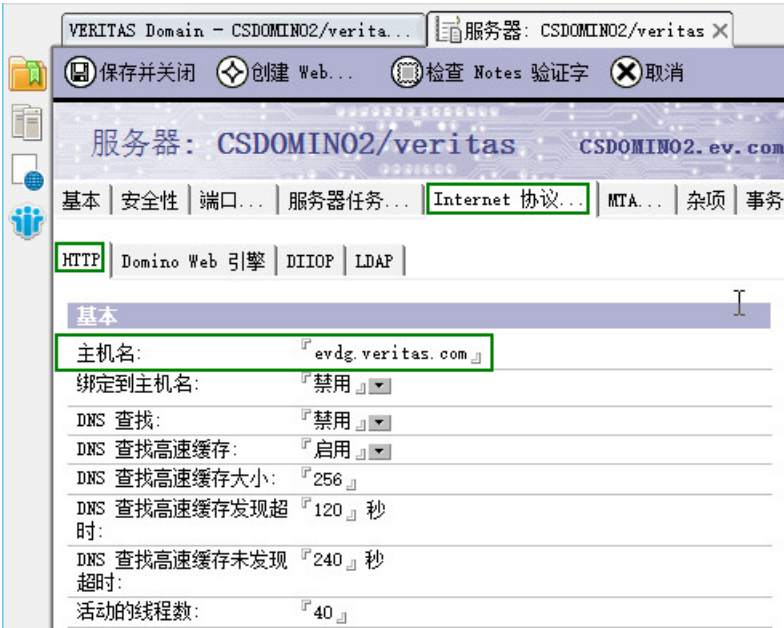 VERITAS Domain - CSDOMINO2/verita... 服务器: CSDOMINO2/veritas
保存并关闭 创建 Web... 检查 Notes 验证字 取消
服务器: CSDOMINO2/veritas CSDOMINO2.ev.com
基本 安全性 端口... 服务器任务... Internet 协议... MTA... 杂项 事务
HTTP Domino Web 引擎 DIIOP LDAP
基本
主机名: 『evdg.veritas.com』
绑定到主机名: 『禁用』
DNS 查找: 『禁用』
DNS 查找高速缓存: 『启用』
DNS 查找高速缓存大小: 『256』
DNS 查找高速缓存发现超 『120』 秒
时:
DNS 查找高速缓存未发现 『240』 秒
超时:
活动的线程数: 『40』